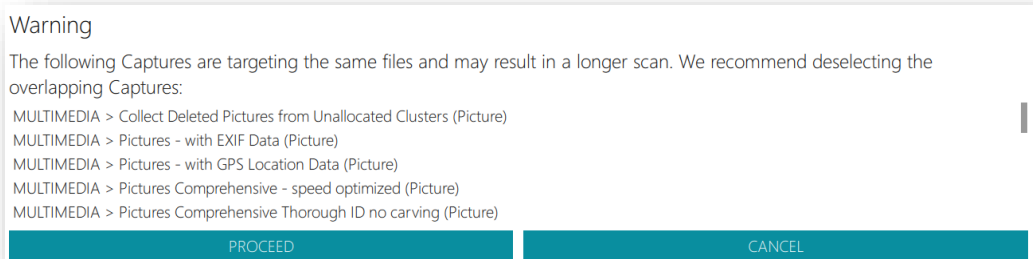 Warning
The following Captures are targeting the same files and may result in a longer scan. We recommend deselecting the
overlapping Captures:
MULTIMEDIA > Collect Deleted Pictures from Unallocated Clusters (Picture)
MULTIMEDIA > Pictures - with EXIF Data (Picture)
MULTIMEDIA > Pictures - with GPS Location Data (Picture)
MULTIMEDIA > Pictures Comprehensive - speed optimized (Picture)
MULTIMEDIA > Pictures Comprehensive Thorough ID no carving (Picture)
PROCEED CANCEL